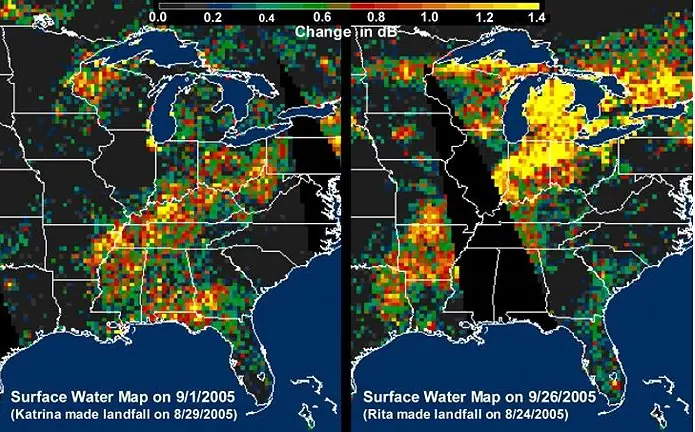 0.0 0.2 0.4 0.6 0.8 1.0 1.2 1.4
Change in dB
Surface Water Map on 9/1/2005
(Katrina made landfall on 8/29/2005)
Surface Water Map on 9/26/2005
(Rita made landfall on 8/24/2005)